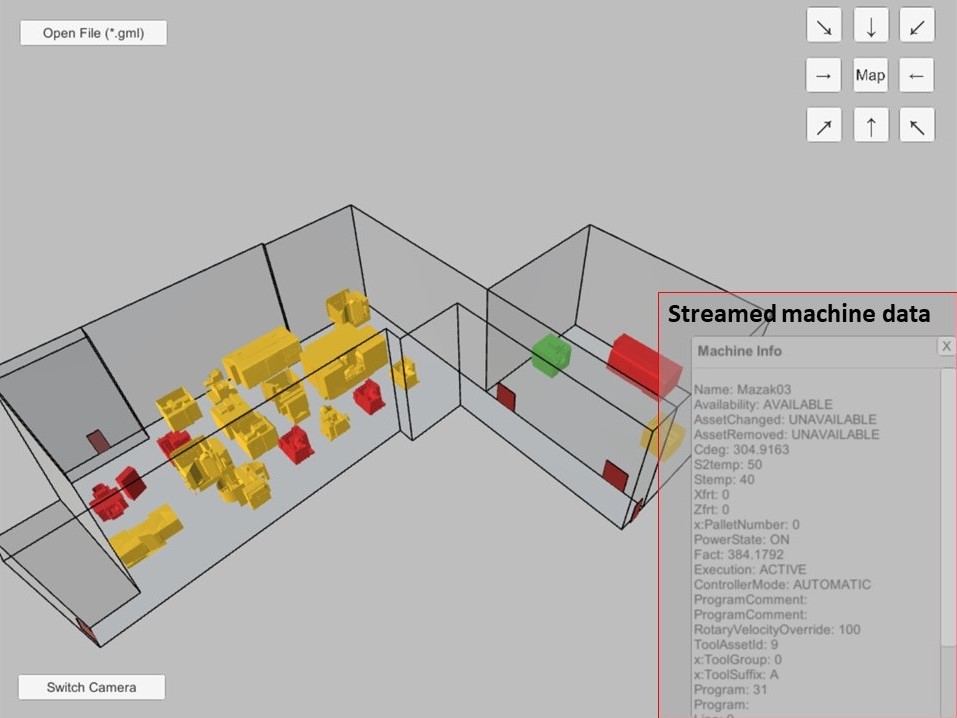 Open File (*.gml)
↘ ↓ ↙
→ Map ←
↗ ↑ ↖
Streamed machine data
Machine Info
X
Name: Mazak03
Availability: AVAILABLE
AssetChanged: UNAVAILABLE
AssetRemoved: UNAVAILABLE
Cdeg: 304.9163
S2temp: 50
Stemp: 40
Xfrt: 0
Zfrt: 0
x:PalletNumber: 0
PowerState: ON
Fact: 384.1792
Execution: ACTIVE
ControllerMode: AUTOMATIC
ProgramComment:
ProgramComment:
RotaryVelocityOverride: 100
ToolAssetId: 9
x:ToolGroup: 0
x:ToolSuffix: A
Program: 31
Program:
Switch Camera